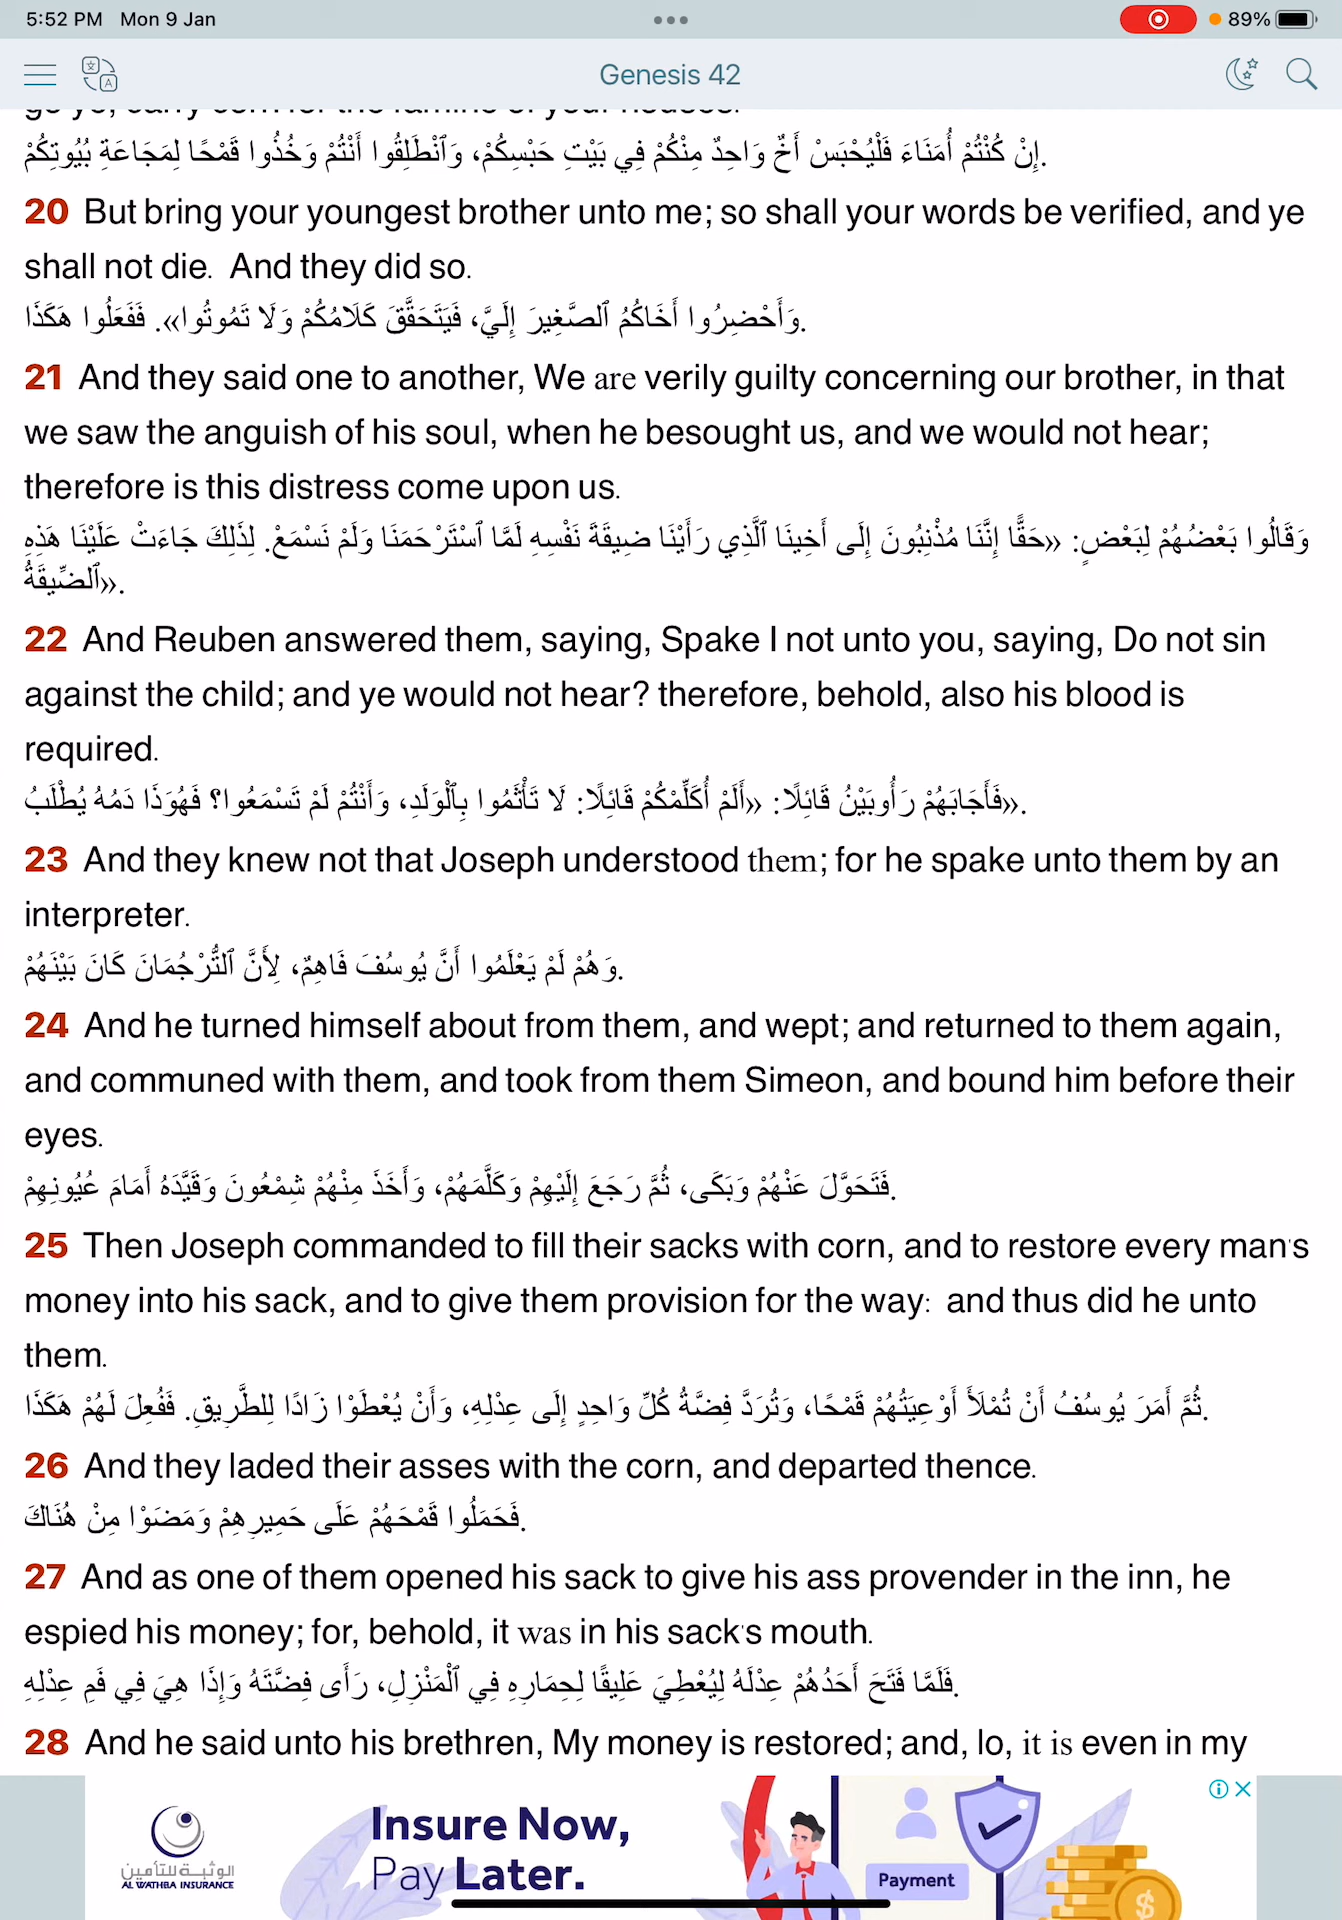 5:52 PM Mon 9 Jan
89%
Genesis 42
go ye, carry corn for the famine of your houses:
إِنْ كُنْتُمْ أُمَنَاءَ فَلْيُحْبَسْ أَخٌ وَاحِدٌ مِنْكُمْ فِي بَيْتِ حَبْسِكُمْ، وَٱنْطَلِقُوا أَنْتُمْ وَخُذُوا قَمْحًا لِمَجَاعَةِ بُيُوتِكُمْ.
20 But bring your youngest brother unto me; so shall your words be verified, and ye
shall not die. And they did so.
وَأَحْضِرُوا أَخَاكُمُ ٱلصَّغِيرَ إِلَيَّ، فَيَتَحَقَّقَ كَلَامُكُمْ وَلَا تَمُوتُوا». فَفَعَلُوا هَكَذَا.
21 And they said one to another, We are verily guilty concerning our brother, in that
we saw the anguish of his soul, when he besought us, and we would not hear;
therefore is this distress come upon us.
وَقَالُوا بَعْضُهُمْ لِبَعْضٍ: «حَقًّا إِنَّنَا مُذْنِبُونَ إِلَى أَخِينَا ٱلَّذِي رَأَيْنَا ضِيقَةَ نَفْسِهِ لَمَّا ٱسْتَرْحَمَنَا وَلَمْ نَسْمَعْ. لِذَلِكَ جَاءَتْ عَلَيْنَا هَذِهِ
ٱلضِّيقَةُ».
22 And Reuben answered them, saying, Spake I not unto you, saying, Do not sin
against the child; and ye would not hear? therefore, behold, also his blood is
required.
فَأَجَابَهُمْ رَأُوبَيْنُ قَائِلًا: «أَلَمْ أُكَلِّمْكُمْ قَائِلًا: لَا تَأْثَمُوا بِٱلْوَلَدِ، وَأَنْتُمْ لَمْ تَسْمَعُوا؟ فَهُوَذَا دَمُهُ يُطْلَبُ».
23 And they knew not that Joseph understood them; for he spake unto them by an
interpreter.
وَهُمْ لَمْ يَعْلَمُوا أَنَّ يُوسُفَ فَاهِمٌ، لِأَنَّ ٱلتُّرْجُمَانَ كَانَ بَيْنَهُمْ.
24 And he turned himself about from them, and wept; and returned to them again,
and communed with them, and took from them Simeon, and bound him before their
eyes.
فَتَحَوَّلَ عَنْهُمْ وَبَكَى، ثُمَّ رَجَعَ إِلَيْهِمْ وَكَلَّمَهُمْ، وَأَخَذَ مِنْهُمْ شِمْعُونَ وَقَيَّدَهُ أَمَامَ عُيُونِهِمْ.
25 Then Joseph commanded to fill their sacks with corn, and to restore every man's
money into his sack, and to give them provision for the way: and thus did he unto
them.
ثُمَّ أَمَرَ يُوسُفُ أَنْ تُمْلَأَ أَوْعِيَتُهُمْ قَمْحًا، وَتُرَدَّ فِضَّةُ كُلِّ وَاحِدٍ إِلَى عِدْلِهِ، وَأَنْ يُعْطَوْا زَادًا لِلطَّرِيقِ. فَفُعِلَ لَهُمْ هَكَذَا.
26 And they laded their asses with the corn, and departed thence.
فَحَمَلُوا قَمْحَهُمْ عَلَى حَمِيرِهِمْ وَمَضَوْا مِنْ هُنَاكَ.
27 And as one of them opened his sack to give his ass provender in the inn, he
espied his money; for, behold, it was in his sack's mouth.
فَلَمَّا فَتَحَ أَحَدُهُمْ عِدْلَهُ لِيُعْطِيَ عَلِيقًا لِحِمَارِهِ فِي ٱلْمَنْزِلِ، رَأَى فِضَّتَهُ وَإِذَا هِيَ فِي فَمِ عِدْلِهِ.
28 And he said unto his brethren, My money is restored; and, lo, it is even in my
الوثبة للتأمين
AL WATHBA INSURANCE
Insure Now,
Pay Later.
Payment
$